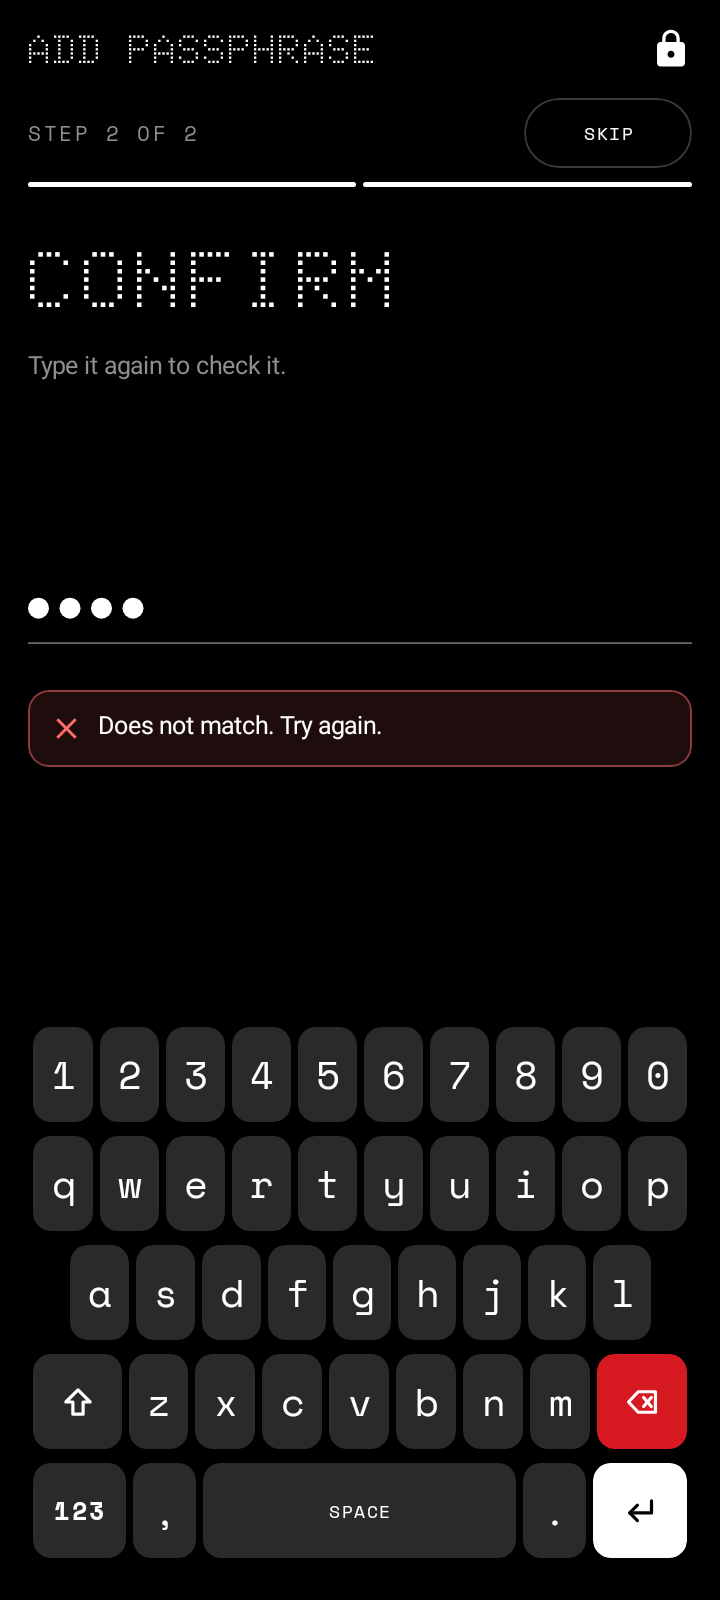 ADD PASSPHRASE
STEP 2 OF 2
SKIP
CONFIRM
Type it again to check it.
Does not match. Try again.
1 2 3 4 5 6 7 8 9 0
q w e r t y u i o p
a s d f g h j k l
z x c v b n m
123 , SPACE .